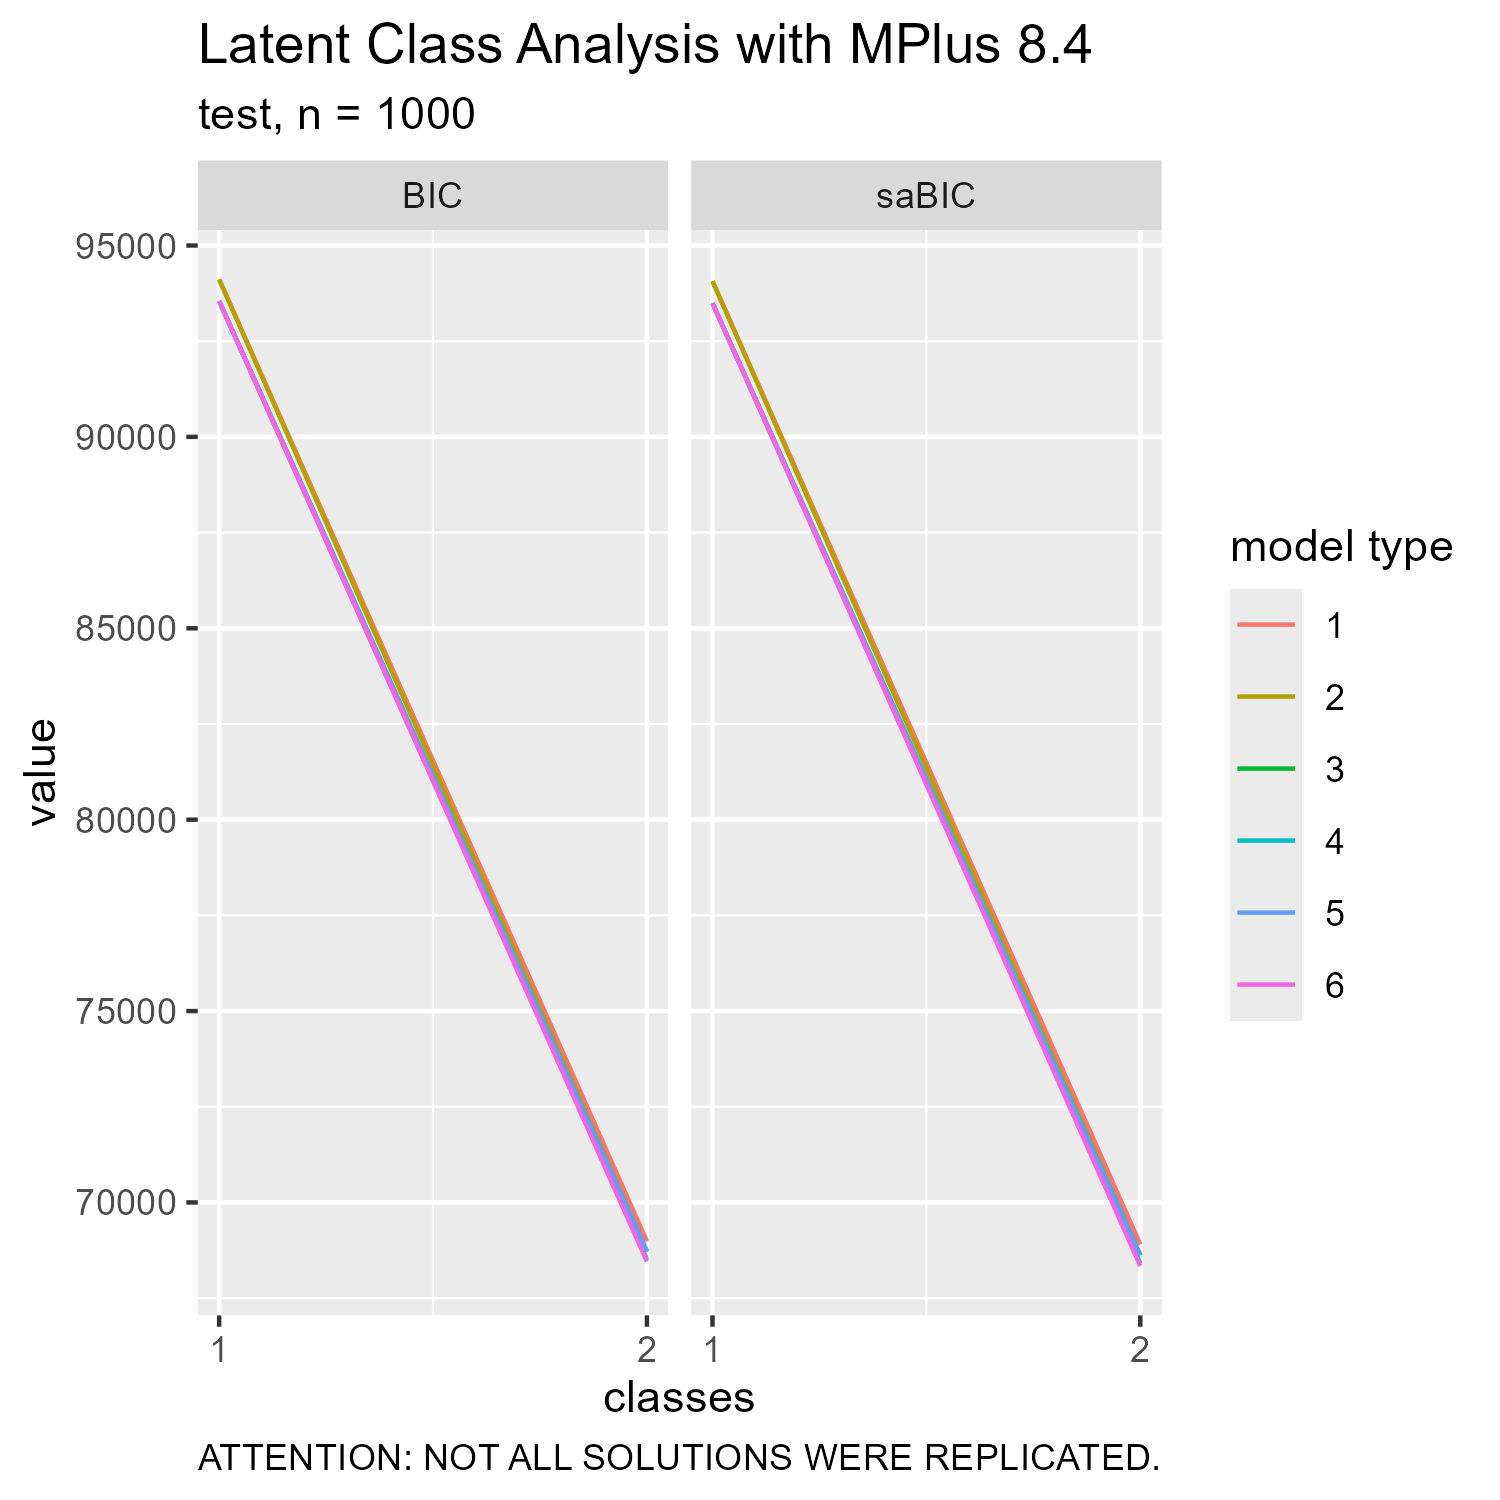 Latent Class Analysis with MPlus 8.4
test, n = 1000
BIC
saBIC
95000
90000
85000
80000
75000
70000
value
1
2
1
2
classes
model type
1
2
3
4
5
6
ATTENTION: NOT ALL SOLUTIONS WERE REPLICATED.